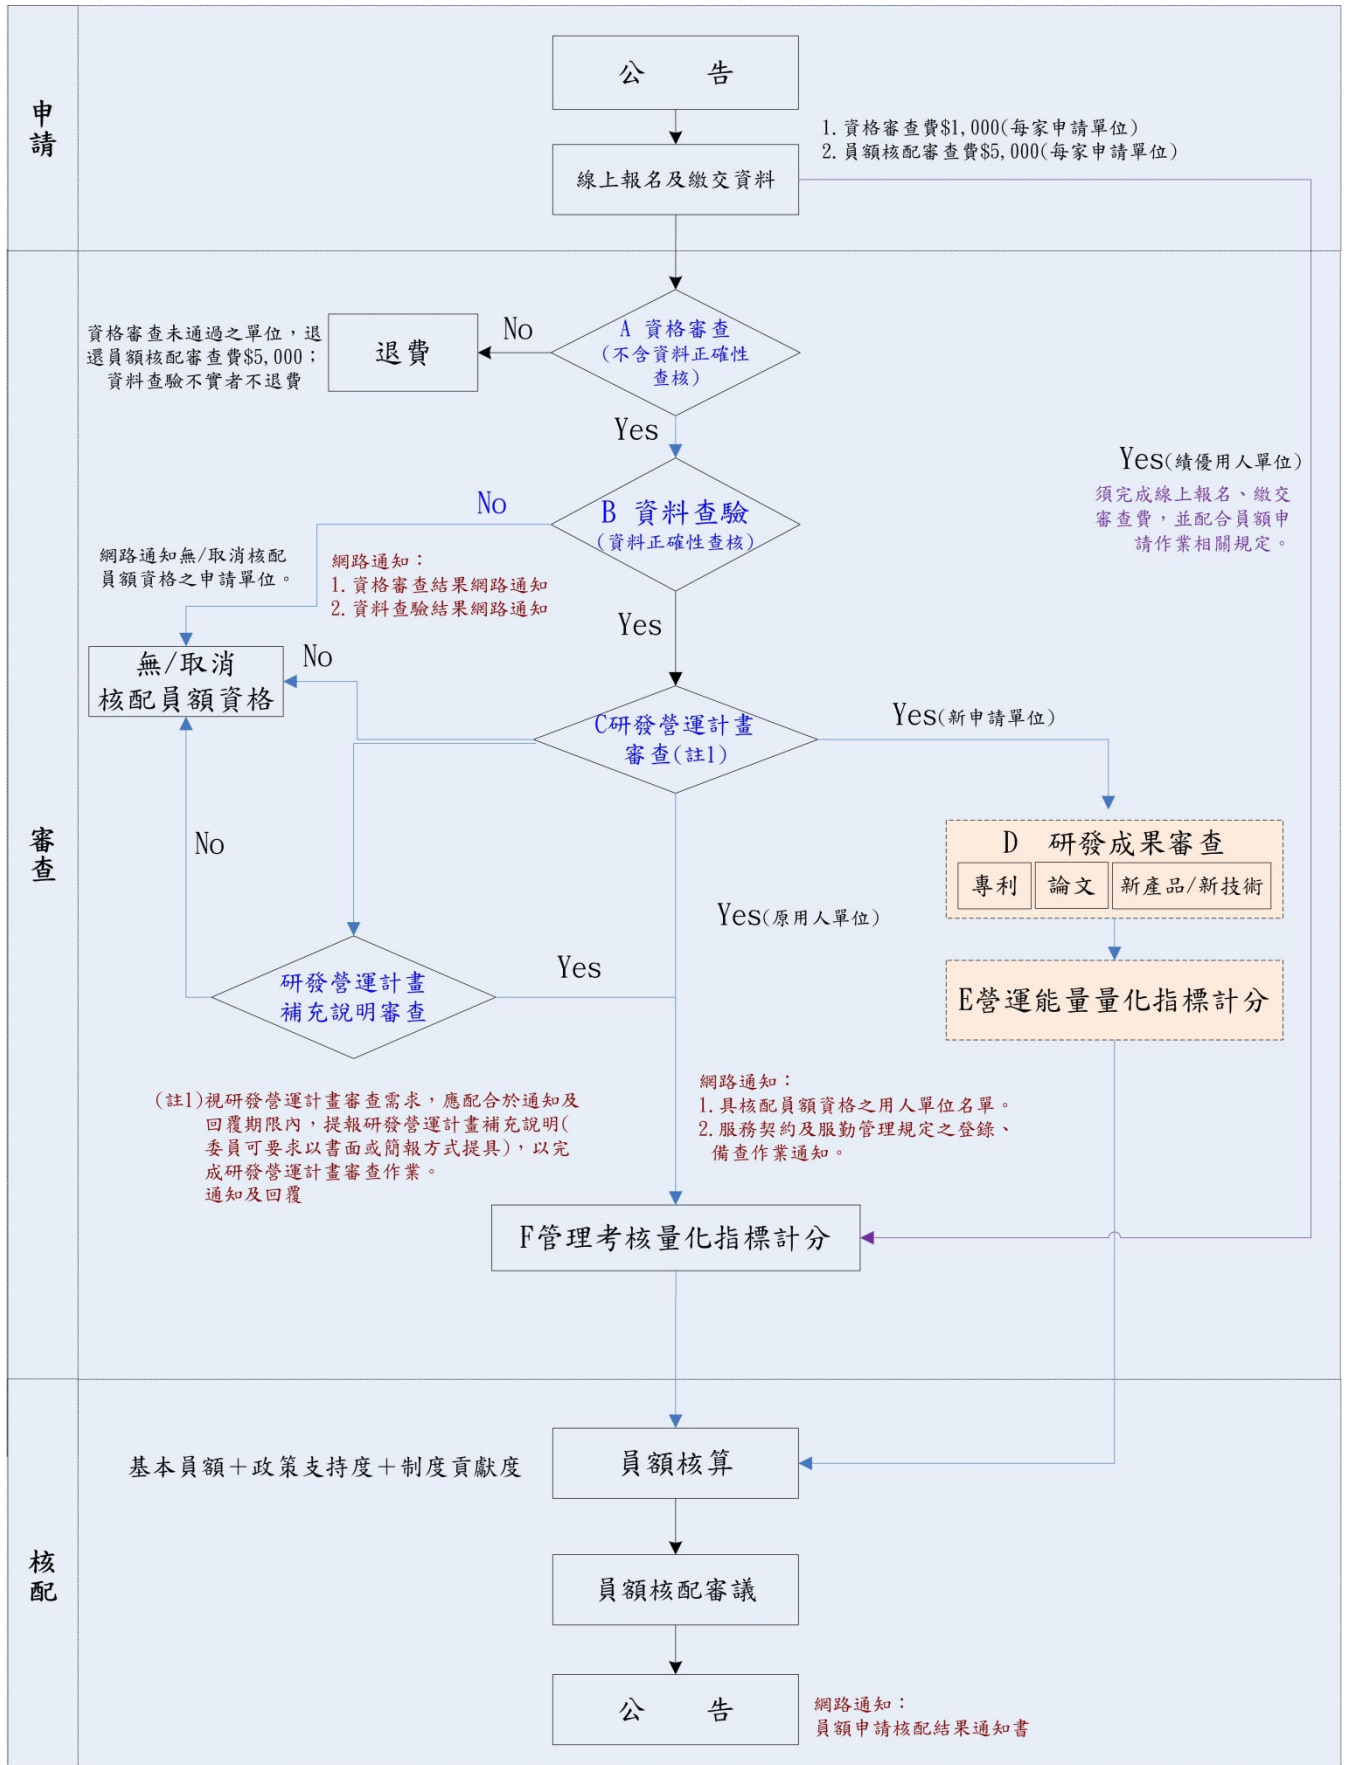 申
請
公 告
1. 資格審查費$1,000(每家申請單位)
2. 員額核配審查費$5,000(每家申請單位)
線上報名及繳交資料
審
查
資格審查未通過之單位，退
還員額核配審查費$5,000；
資料查驗不實者不退費
退費
No
A 資格審查
(不含資料正確性
查核)
Yes
Yes(績優用人單位)
須完成線上報名、繳交
審查費，並配合員額申
請作業相關規定。
No
B 資料查驗
(資料正確性查核)
網路通知無/取消核配
員額資格之申請單位。
網路通知：
1. 資格審查結果網路通知
2. 資料查驗結果網路通知
Yes
無/取消
核配員額資格
No
C研發營運計畫
審查(註1)
Yes(新申請單位)
No
D 研發成果審查
專利 論文 新產品/新技術
Yes(原用人單位)
研發營運計畫
補充說明審查
Yes
E營運能量量化指標計分
(註1)視研發營運計畫審查需求，應配合於通知及
回覆期限內，提報研發營運計畫補充說明(
委員可要求以書面或簡報方式提具)，以完
成研發營運計畫審查作業。
通知及回覆
網路通知：
1. 具核配員額資格之用人單位名單。
2. 服務契約及服勤管理規定之登錄、
備查作業通知。
F管理考核量化指標計分
核
配
基本員額＋政策支持度＋制度貢獻度
員額核算
員額核配審議
公 告
網路通知：
員額申請核配結果通知書